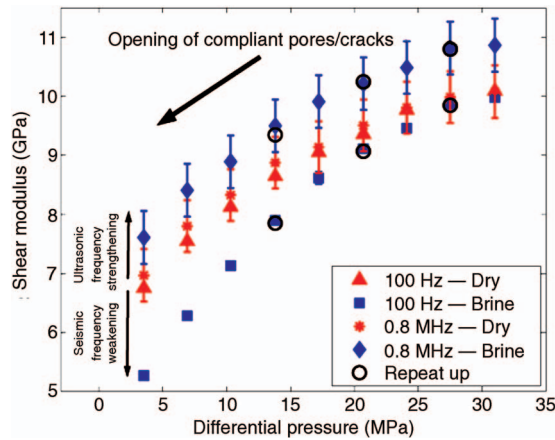 Opening of compliant pores/cracks
11
10
9
8
7
6
5
: Shear modulus (GPa)
Ultrasonic
frequency
strengthening
Seismic
frequency
weakening
100 Hz — Dry
100 Hz — Brine
0.8 MHz — Dry
0.8 MHz — Brine
Repeat up
0 5 10 15 20 25 30 35
Differential pressure (MPa)